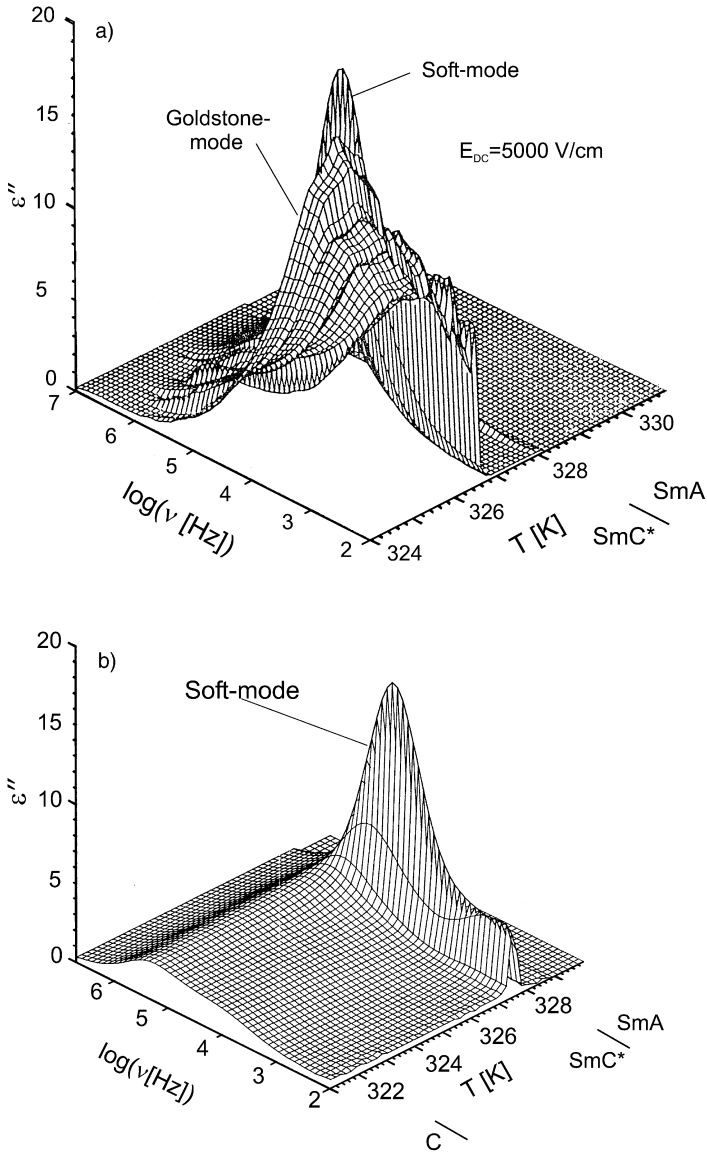 a)
20
15
10
5
0
ε″
Soft-mode
Goldstone-
mode
E_DC=5000 V/cm
7
6
5
4
3
2
log(ν [Hz])
324
326
328
330
T [K]
SmA
SmC*
b)
20
15
10
5
0
ε″
Soft-mode
6
5
4
3
2
log(ν[Hz])
322
324
326
328
T [K]
SmA
SmC*
C